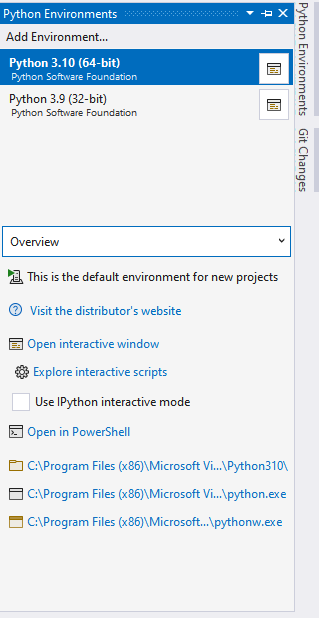 Python Environments
Add Environment...
Python 3.10 (64-bit)
Python Software Foundation
Python 3.9 (32-bit)
Python Software Foundation
Overview
This is the default environment for new projects
Visit the distributor's website
Open interactive window
Explore interactive scripts
Use IPython interactive mode
Open in PowerShell
C:\Program Files (x86)\Microsoft Vi...\Python310\
C:\Program Files (x86)\Microsoft Vi...\python.exe
C:\Program Files (x86)\Microsoft...\pythonw.exe
Python Environments
Git Changes